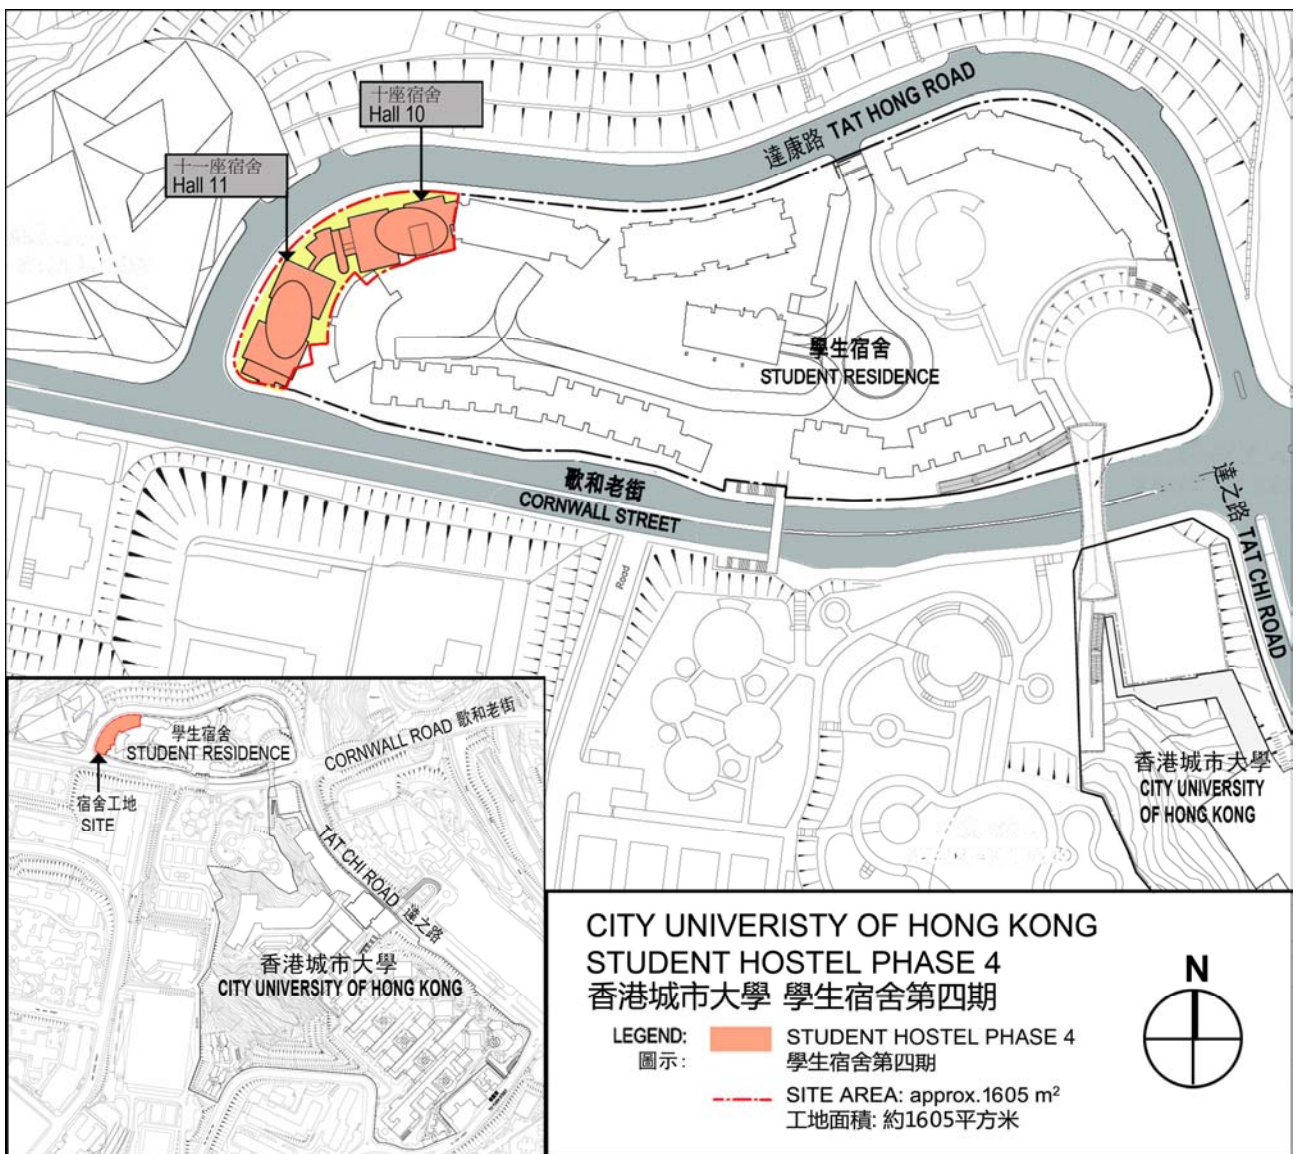 十座宿舍
Hall 10
十一座宿舍
Hall 11
達康路 TAT HONG ROAD
學生宿舍
STUDENT RESIDENCE
歌和老街
CORNWALL STREET
達之路 TAT CHI ROAD
Road
香港城市大學
CITY UNIVERSITY
OF HONG KONG
學生宿舍
STUDENT RESIDENCE
CORNWALL ROAD 歌和老街
宿舍工地
SITE
TAT CHI ROAD 達之路
香港城市大學
CITY UNIVERSITY OF HONG KONG
CITY UNIVERISTY OF HONG KONG
STUDENT HOSTEL PHASE 4
香港城市大學 學生宿舍第四期
LEGEND:
圖示:
STUDENT HOSTEL PHASE 4
學生宿舍第四期
SITE AREA: approx.1605 m²
工地面積: 約1605平方米
N